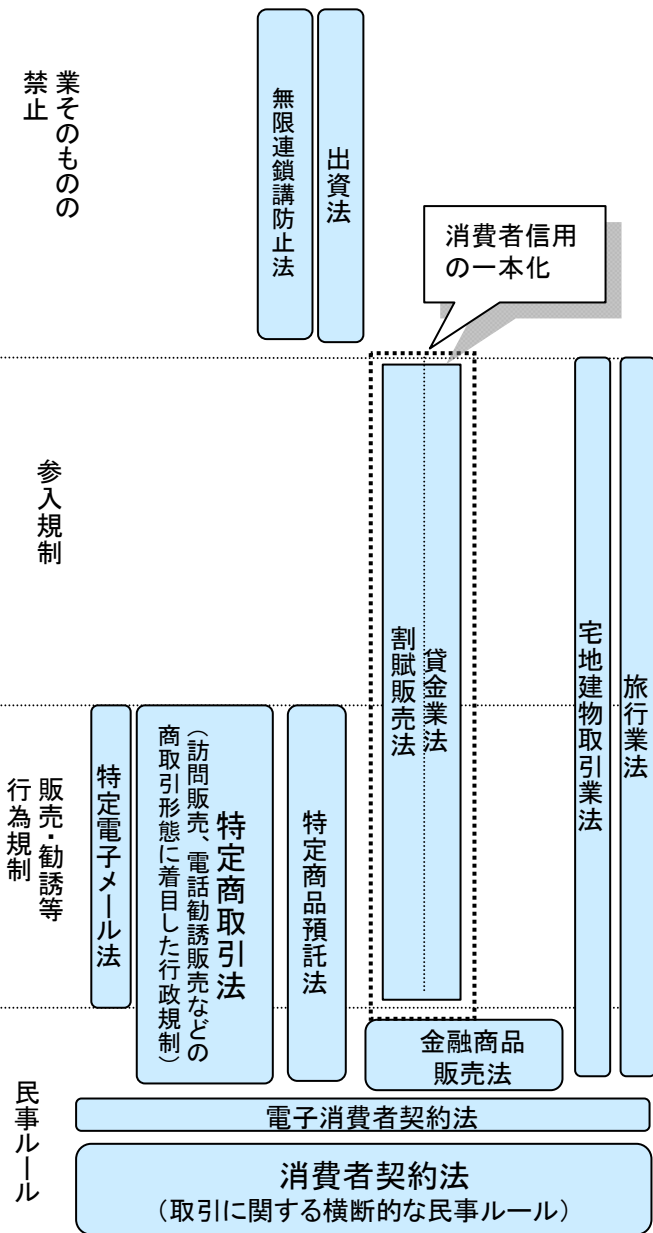 業そのものの
禁止
無限連鎖講防止法
出資法
消費者信用
の一本化
参入規制
割賦販売法
貸金業法
宅地建物取引業法
旅行業法
販売・勧誘等
行為規制
特定電子メール法
特定商取引法
（訪問販売、電話勧誘販売などの
商取引形態に着目した行政規制）
特定商品預託法
金融商品
販売法
民事ルール
電子消費者契約法
消費者契約法
（取引に関する横断的な民事ルール）